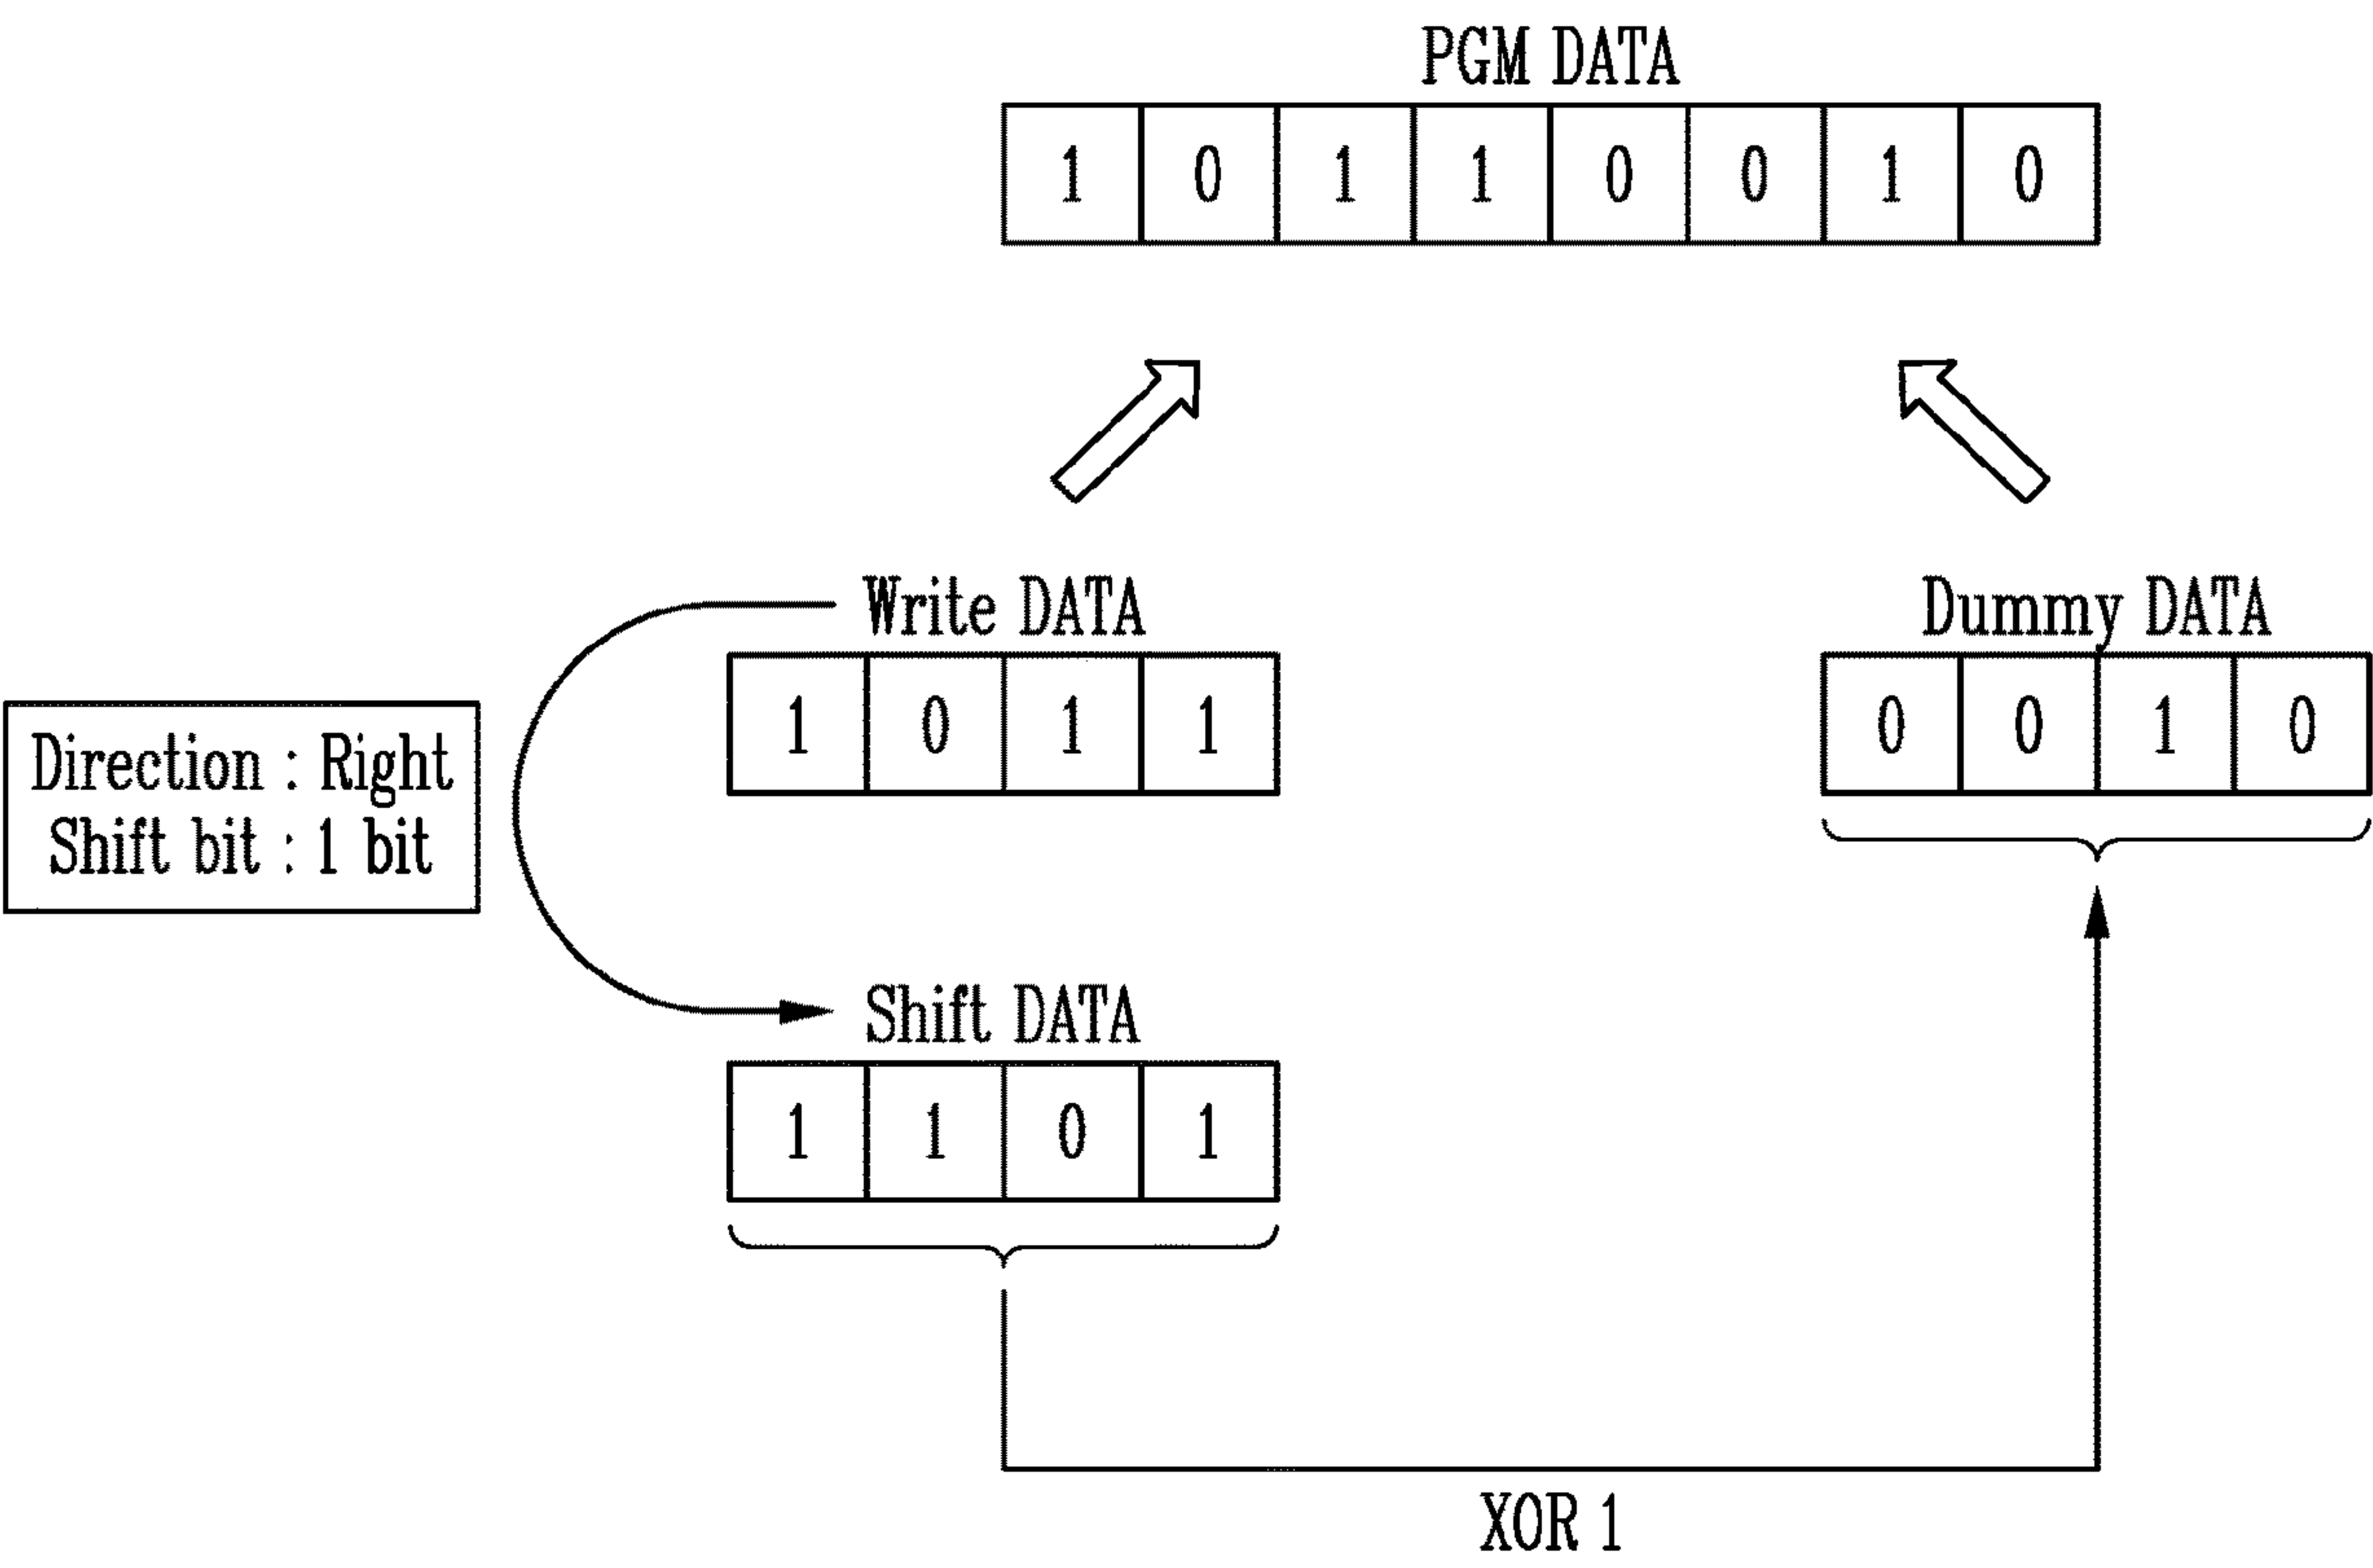 PGM DATA
1 0 1 1 0 0 1 0
Write DATA
1 0 1 1
Dummy DATA
0 0 1 0
Direction : Right
Shift bit : 1 bit
Shift DATA
1 1 0 1
XOR 1